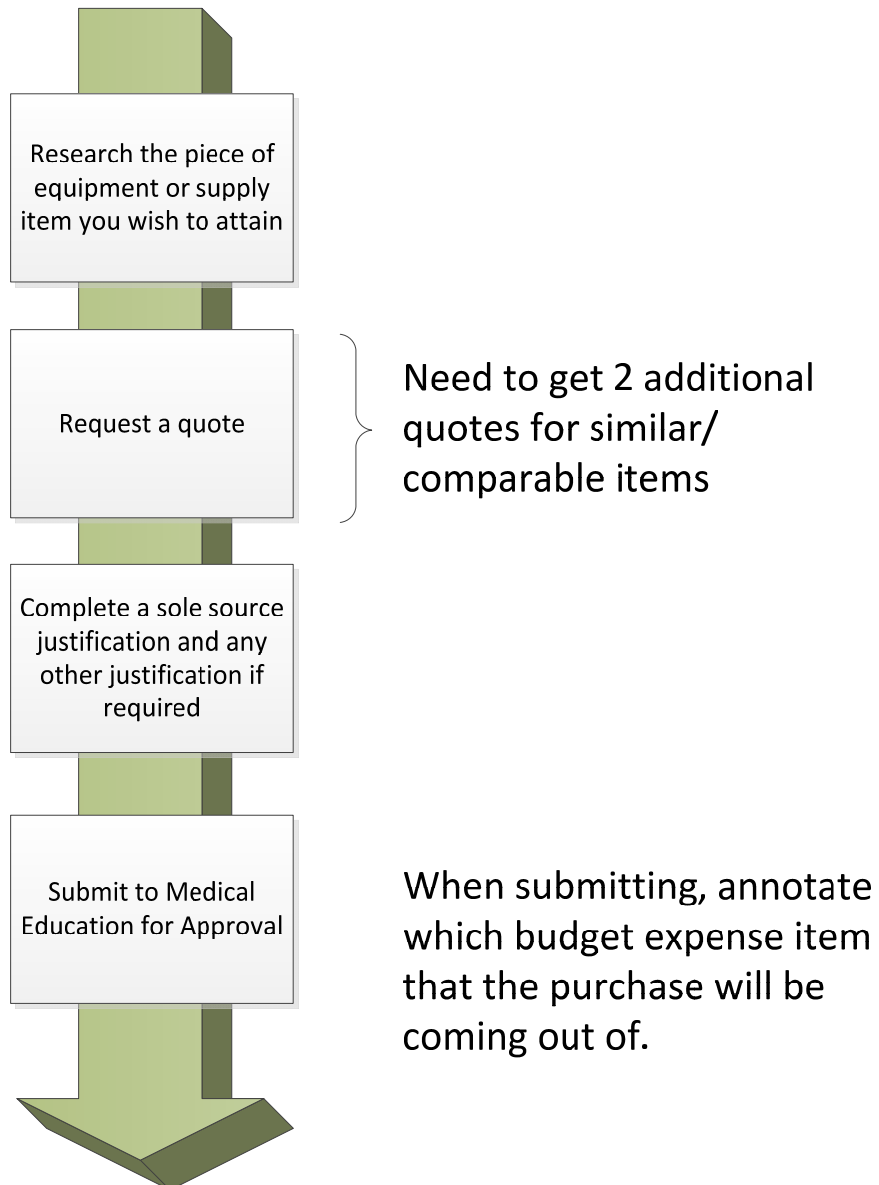 Research the piece of
equipment or supply
item you wish to attain
Request a quote
Need to get 2 additional
quotes for similar/
comparable items
Complete a sole source
justification and any
other justification if
required
Submit to Medical
Education for Approval
When submitting, annotate
which budget expense item
that the purchase will be
coming out of.